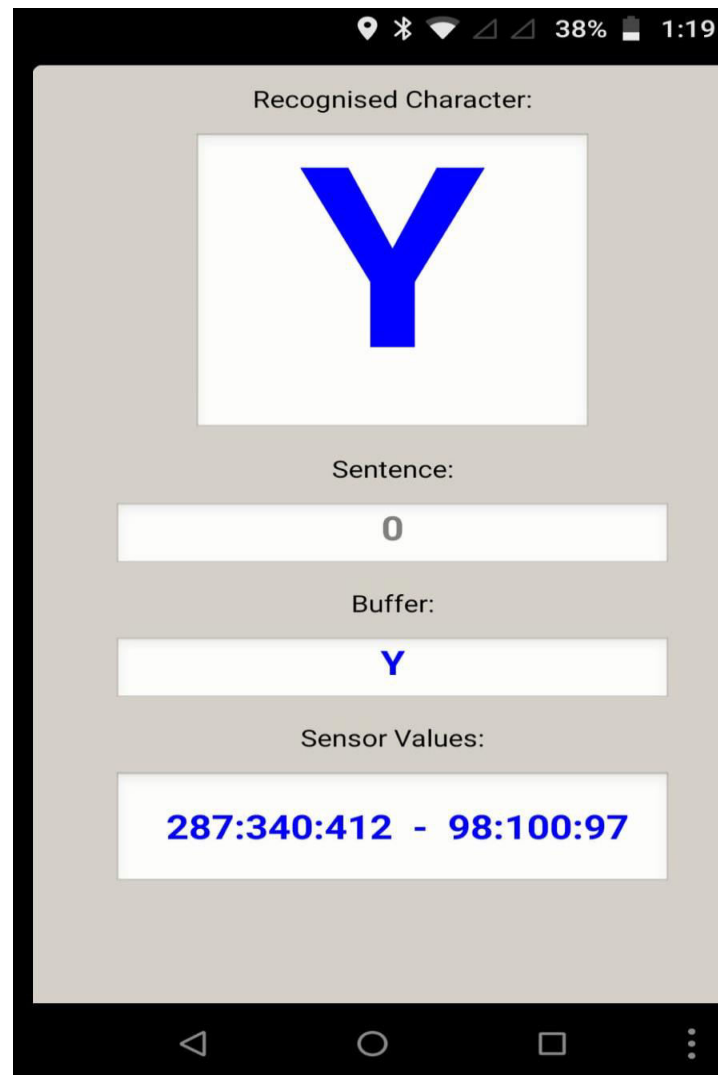 38% 1:19
Recognised Character:
Y
Sentence:
0
Buffer:
Y
Sensor Values:
287:340:412 - 98:100:97